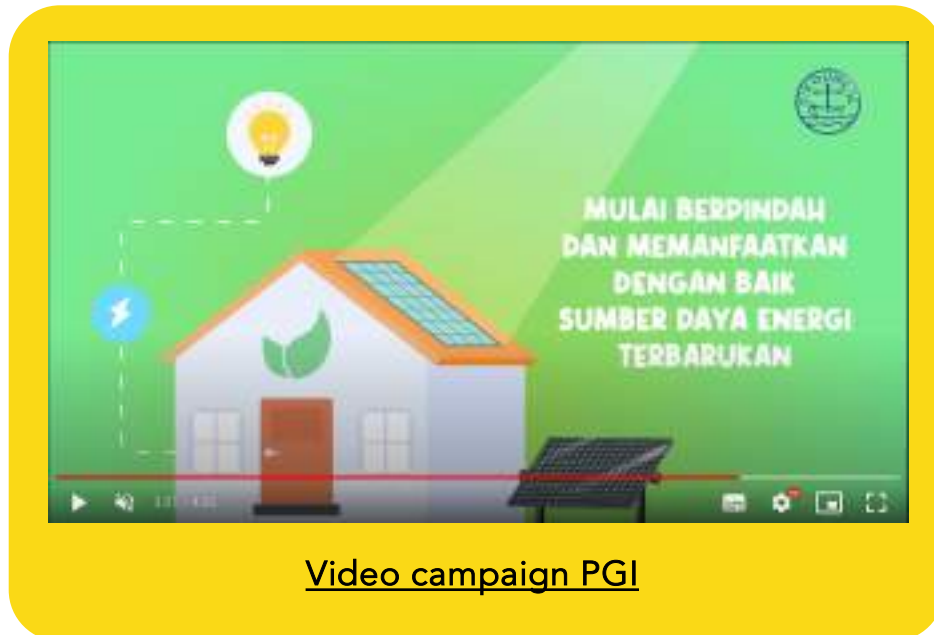 MULAI BERPINDAH
DAN MEMANFAATKAN
DENGAN BAIK
SUMBER DAYA ENERGI
TERBARUKAN
Video campaign PGI